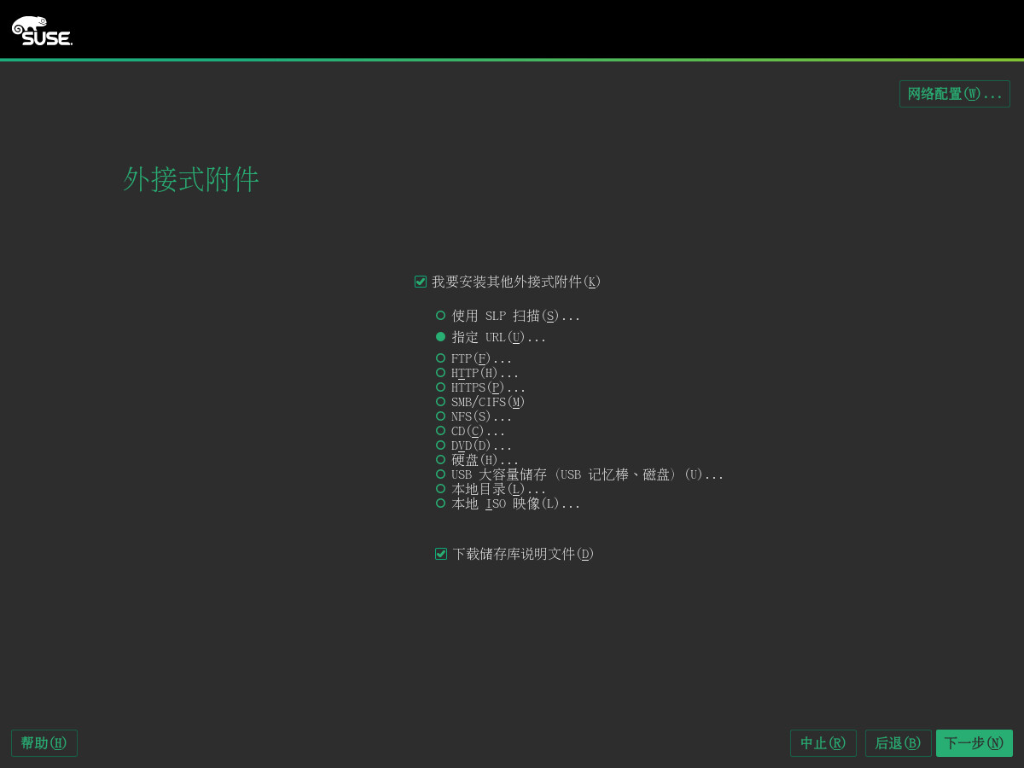 SUSE.
网络配置(W)...
外接式附件
我要安装其他外接式附件(K)
使用 SLP 扫描(S)...
指定 URL(U)...
FTP(F)...
HTTP(H)...
HTTPS(P)...
SMB/CIFS(M)
NFS(S)...
CD(C)...
DVD(D)...
硬盘(H)...
USB 大容量储存（USB 记忆棒、磁盘）(U)...
本地目录(L)...
本地 ISO 映像(L)...
下载储存库说明文件(D)
帮助(H) 中止(R) 后退(B) 下一步(N)